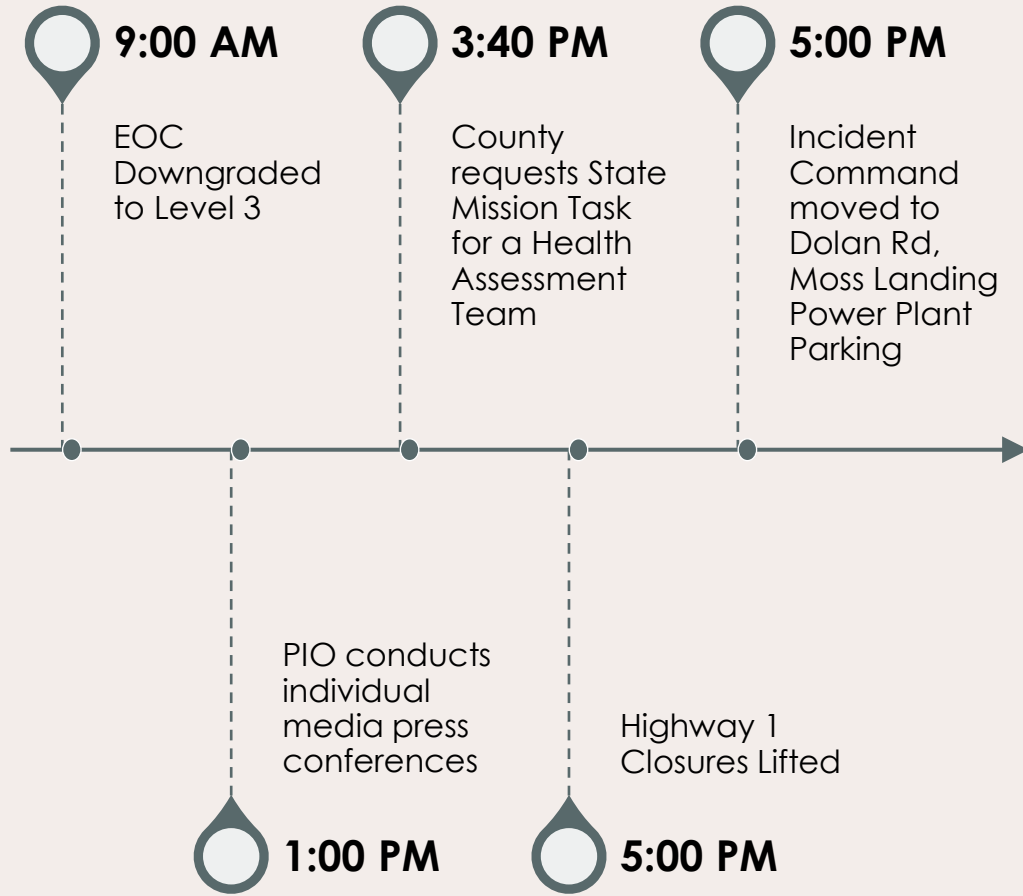 9:00 AM
EOC
Downgraded
to Level 3
3:40 PM
County
requests State
Mission Task
for a Health
Assessment
Team
5:00 PM
Incident
Command
moved to
Dolan Rd,
Moss Landing
Power Plant
Parking
PIO conducts
individual
media press
conferences
1:00 PM
Highway 1
Closures Lifted
5:00 PM